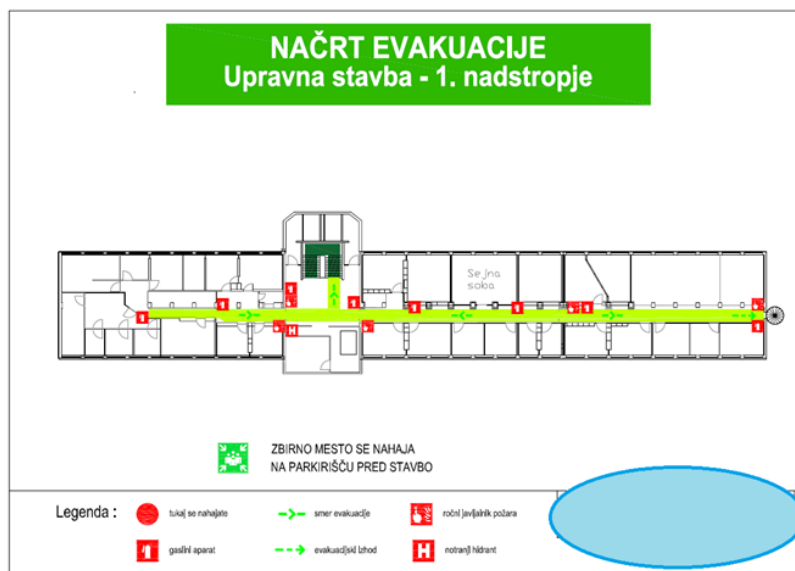 NAČRT EVAKUACIJE
Upravna stavba - 1. nadstropje
Sejna
soba
H
ZBIRNO MESTO SE NAHAJA
NA PARKIRIŠČU PRED STAVBO
Legenda :
tukaj se nahajate
smer evakuacije
ročni javljalnik požara
gasilni aparat
evakuacijski izhod
H
notranji hidrant